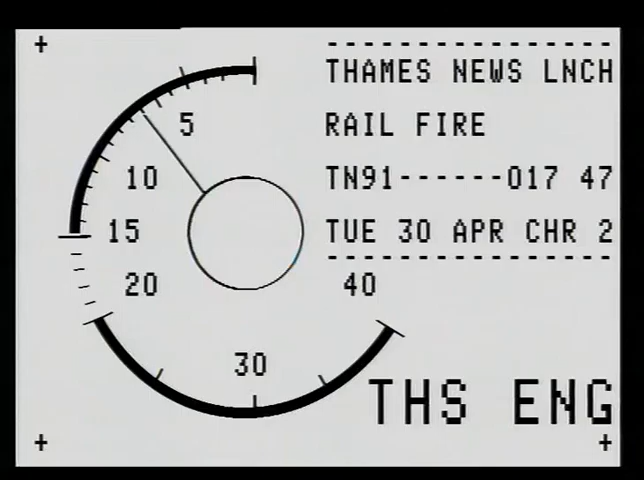 THAMES NEWS LNCH
RAIL FIRE
TN91------017 47
TUE 30 APR CHR 2
5
10
15
20
40
30
THS ENG